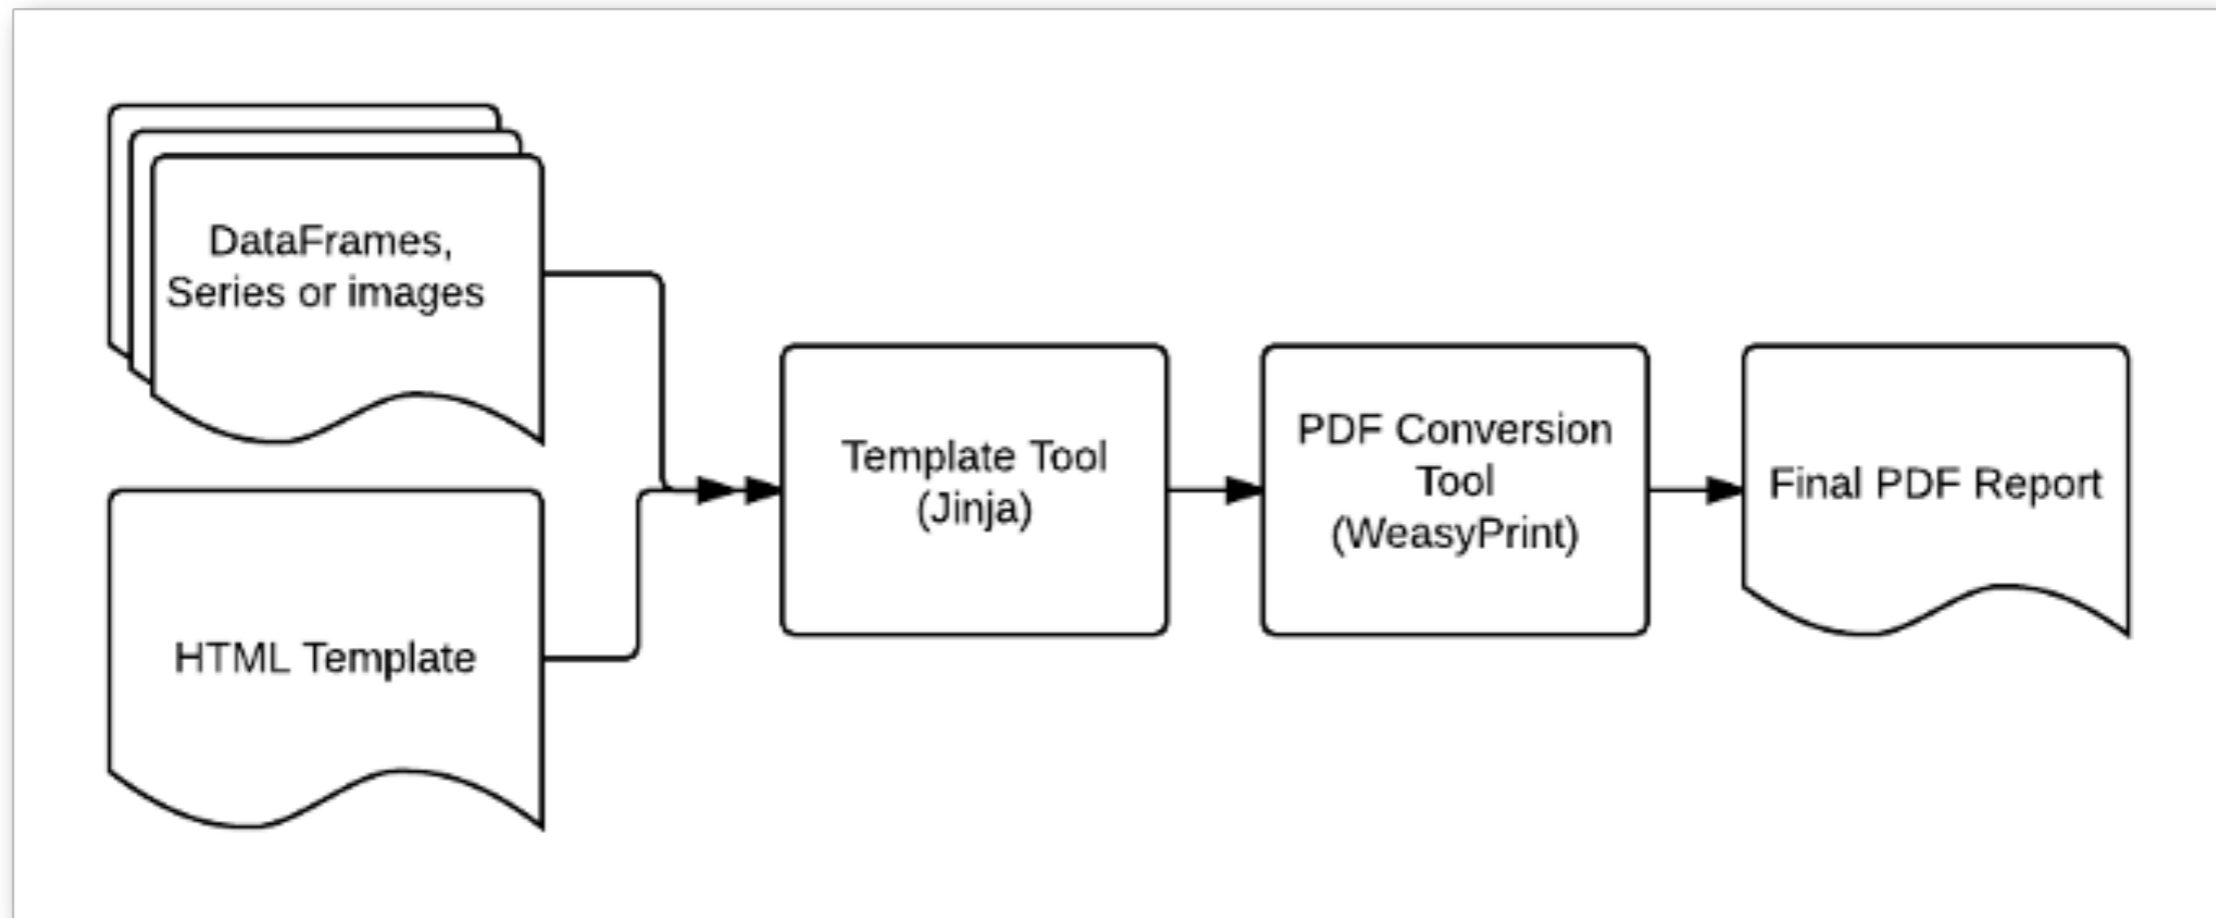 DataFrames,
Series or images
HTML Template
Template Tool
(Jinja)
PDF Conversion
Tool
(WeasyPrint)
Final PDF Report